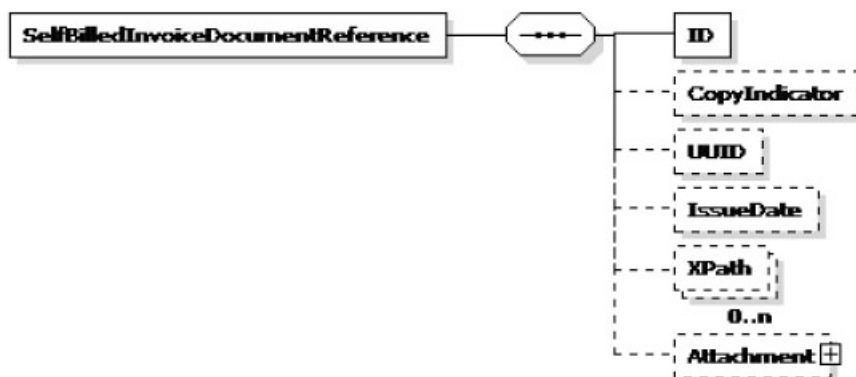 SelfBilledInvoiceDocumentReference
ID
CopyIndicator
UUID
IssueDate
XPath
0..n
Attachment